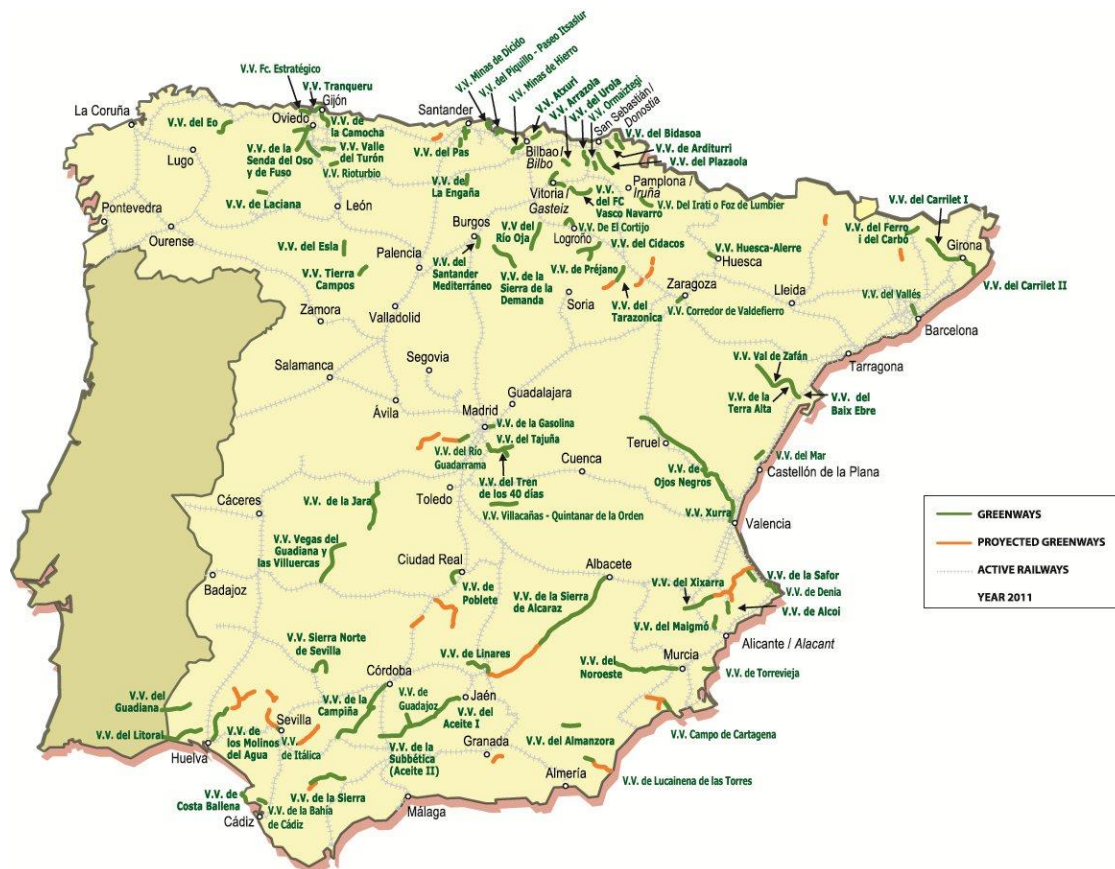 V.V. Minas de Dícido
V.V. del Piquillo - Paseo Itsaslur
V.V. Minas de Hierro
V.V. Atxuri
V.V. Arrazola
V.V. del Urola
V.V. Ormaiztegi
San Sebastián /
Donostia
V.V. Fc. Estratégico
V.V. Tranqueru
Gijón
La Coruña
Oviedo
Santander
V.V. del Eo
V.V. de
la Camocha
V.V. del Bidasoa
V.V. de Arditurri
V.V. del Plazaola
Lugo
V.V. de la
Senda del Oso
y de Fuso
V.V. Valle
del Turón
V.V. Rioturbio
V.V. del Pas
Bilbao /
Bilbo
V.V. de
La Engaña
Vitoria /
Gasteiz
Pamplona /
Iruña
V.V. de Laciana
León
V.V.
del FC
Vasco Navarro
V.V. Del Irati o Foz de Lumbier
V.V. del Carrilet I
Pontevedra
Ourense
Burgos
V.V del
Río Oja
Logroño
V.V. De El Cortijo
V.V. del Cidacos
V.V. Huesca-Alerre
Huesca
V.V. del Ferro
i del Carbó
Girona
V.V. del Esla
Palencia
V.V. del
Santander
Mediterráneo
V.V. de la
Sierra de la
Demanda
V.V. de Préjano
V.V. del Carrilet II
V.V. Tierra
Campos
Zamora
Valladolid
Soria
V.V. del
Tarazonica
Zaragoza
V.V. Corredor de Valdefierro
Lleida
V.V. del Vallés
Barcelona
Tarragona
Salamanca
Segovia
Ávila
Guadalajara
Madrid
V.V. Val de Zafán
V.V. de la
Terra Alta
V.V. del
Baix Ebre
V.V. de la Gasolina
V.V. del Tajuña
V.V. del Río
Guadarrama
Teruel
V.V. del Mar
Castellón de la Plana
Cuenca
V.V. del Tren
de los 40 días
V.V. de
Ojos Negros
Toledo
V.V. Villacañas - Quintanar de la Orden
V.V. Xurra
Valencia
Cáceres
V.V. de la Jara
GREENWAYS
PROYECTED GREENWAYS
ACTIVE RAILWAYS
YEAR 2011
V.V. Vegas del
Guadiana y
las Villuercas
Badajoz
Ciudad Real
V.V. de
Poblete
Albacete
V.V. de la Sierra
de Alcaraz
V.V. del Xixarra
V.V. de la Safor
V.V. de Denia
V.V. de Alcoi
V.V. del Maigmó
Alicante / Alacant
V.V. Sierra Norte
de Sevilla
Córdoba
V.V. de Linares
V.V. del
Noroeste
Murcia
V.V. de Torrevieja
V.V. del
Guadiana
V.V. del Litoral
Huelva
V.V. de
los Molinos
del Agua
Sevilla
V.V
de Itálica
V.V. de la
Campiña
V.V. de
Guadajoz
Jaén
V.V. del
Aceite I
V.V. de la
Subbética
(Aceite II)
Granada
V.V. del Almanzora
V.V. Campo de Cartagena
Almería
V.V. de Lucainena de las Torres
V.V. de
Costa Ballena
Cádiz
V.V. de la Sierra
V.V. de la Bahía
de Cádiz
Málaga